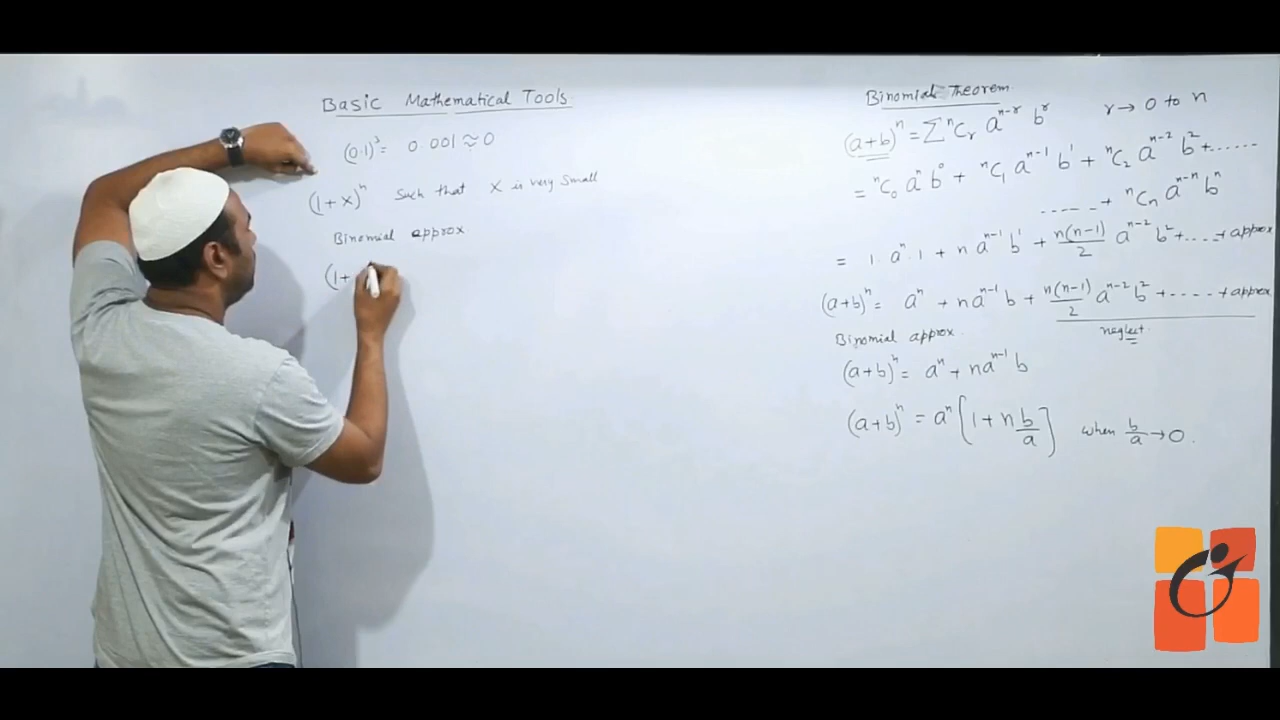 Basic Mathematical Tools
(0.1)³ = 0.001 ≈ 0
(1 + x)ⁿ Such that x is very small
Binomial approx
(1+
Binomial Theorem
(a+b)ⁿ = ∑ ⁿCᵣ aⁿ⁻ʳ bʳ r → 0 to n
= ⁿC₀ aⁿ b⁰ + ⁿC₁ aⁿ⁻¹ b¹ + ⁿC₂ aⁿ⁻² b² + ......
..... + ⁿCₙ aⁿ⁻ⁿ bⁿ
= 1. aⁿ. 1 + n aⁿ⁻¹ b¹ + n(n-1)/2 aⁿ⁻² b² + .... + approx
(a+b)ⁿ = aⁿ + naⁿ⁻¹ b + n(n-1)/2 aⁿ⁻² b² + .... + approx
neglect.
Binomial approx.
(a+b)ⁿ = aⁿ + naⁿ⁻¹ b
(a+b)ⁿ = aⁿ [1 + n b/a] when b/a → 0.